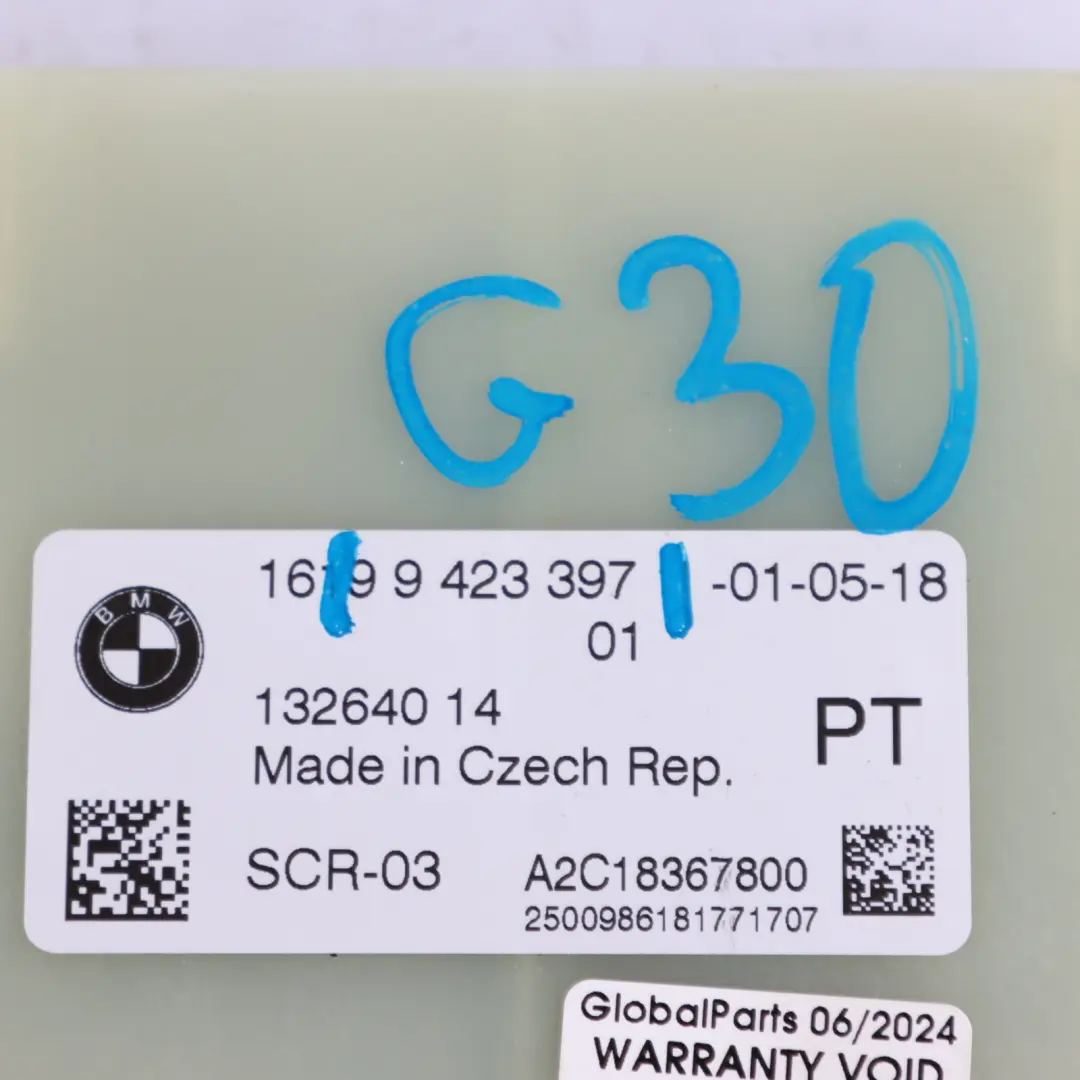 G30
BMW
1619 9 423 397 -01-05-18
01
132640 14
Made in Czech Rep.
PT
SCR-03
A2C18367800
2500986181771707
GlobalParts 06/2024
WARRANTY VOID